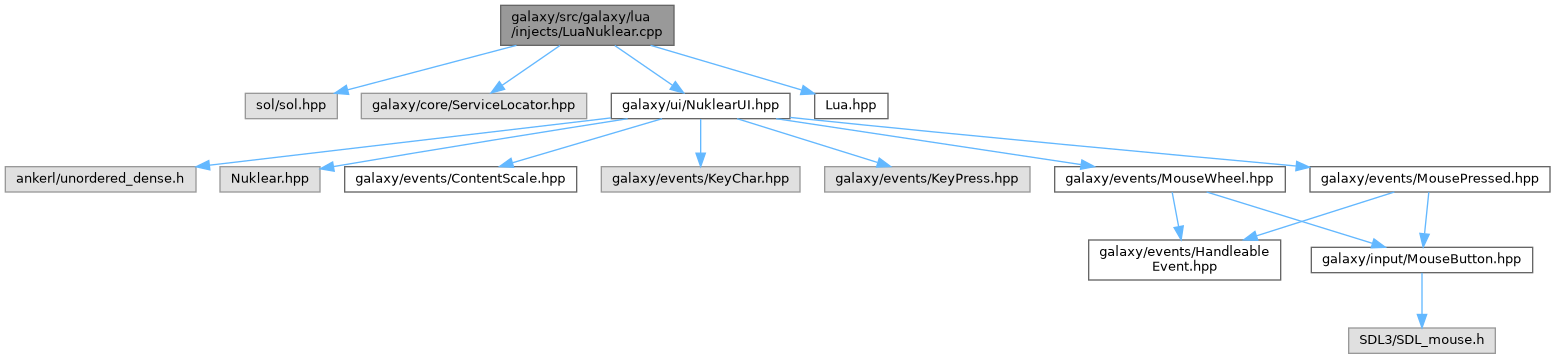 galaxy/src/galaxy/lua
/injects/LuaNuklear.cpp
sol/sol.hpp
galaxy/core/ServiceLocator.hpp
galaxy/ui/NuklearUI.hpp
Lua.hpp
ankerl/unordered_dense.h
Nuklear.hpp
galaxy/events/ContentScale.hpp
galaxy/events/KeyChar.hpp
galaxy/events/KeyPress.hpp
galaxy/events/MouseWheel.hpp
galaxy/events/MousePressed.hpp
galaxy/events/Handleable
Event.hpp
galaxy/input/MouseButton.hpp
SDL3/SDL_mouse.h